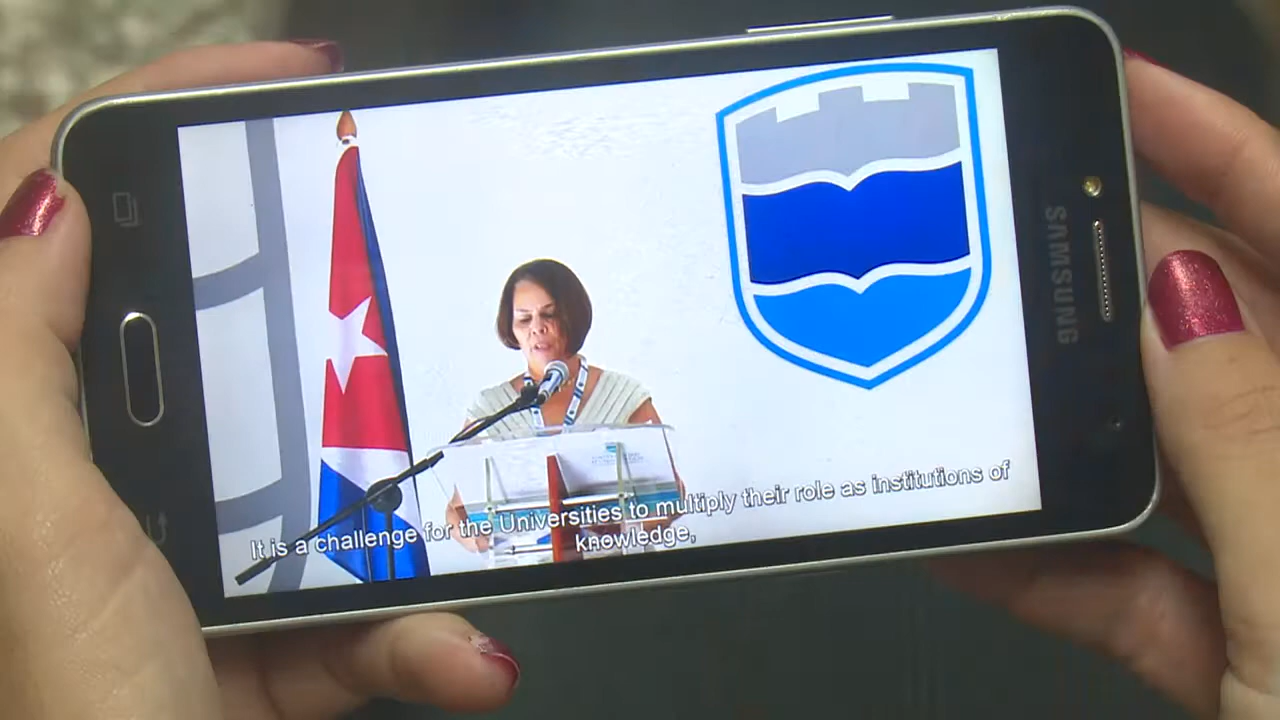 SAMSUNG
It is a challenge for the Universities to multiply their role as institutions of
knowledge,